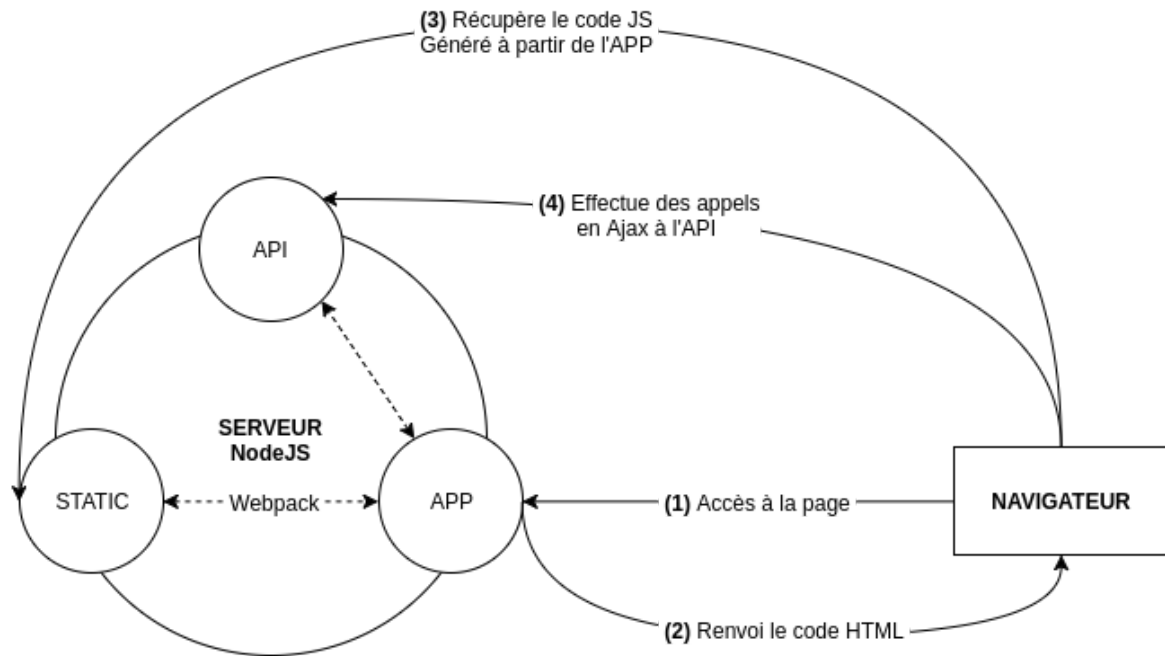 (3) Récupère le code JS
Généré à partir de l'APP
(4) Effectue des appels
en Ajax à l'API
API
SERVEUR
NodeJS
STATIC
Webpack
APP
(1) Accès à la page
NAVIGATEUR
(2) Renvoi le code HTML